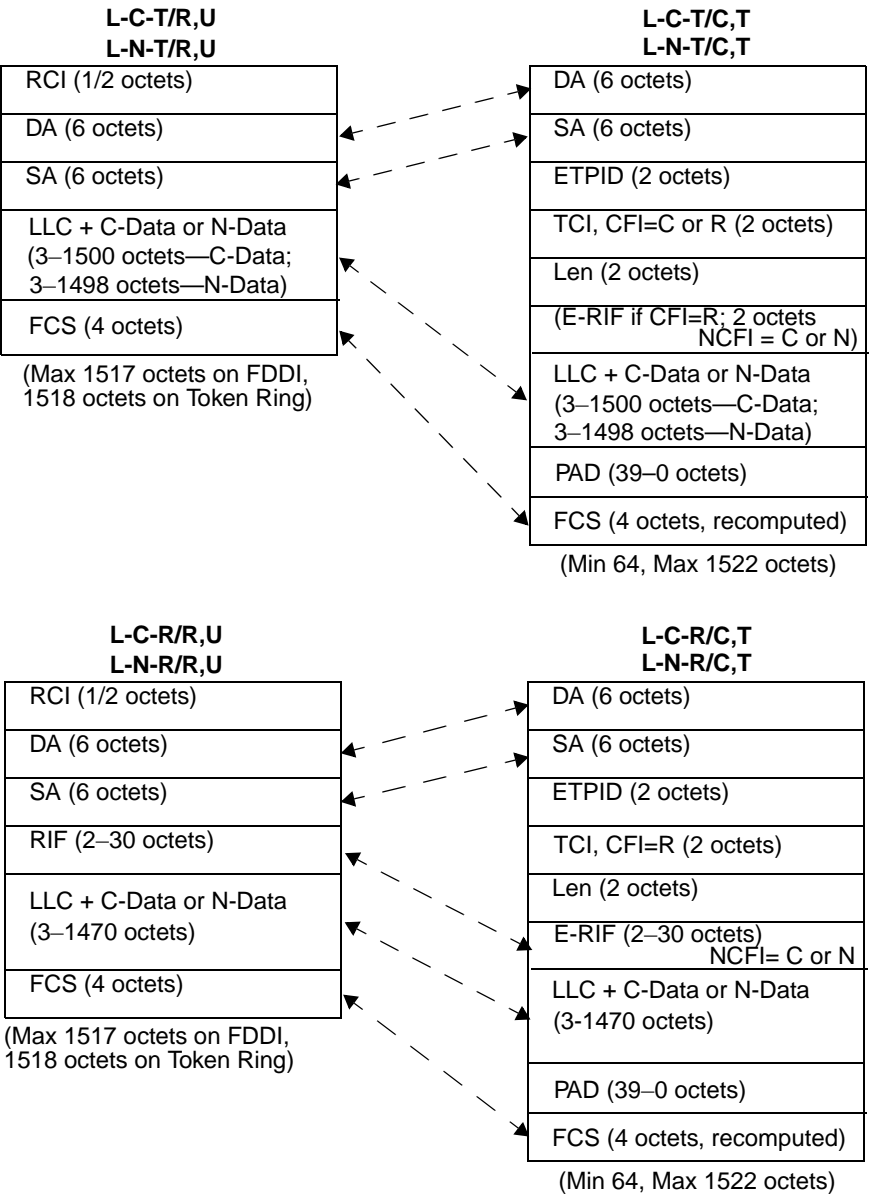 L-C-T/R,U
L-N-T/R,U
RCI (1/2 octets)
DA (6 octets)
SA (6 octets)
LLC + C-Data or N-Data
(3–1500 octets—C-Data;
3–1498 octets—N-Data)
FCS (4 octets)
(Max 1517 octets on FDDI,
1518 octets on Token Ring)
L-C-T/C,T
L-N-T/C,T
DA (6 octets)
SA (6 octets)
ETPID (2 octets)
TCI, CFI=C or R (2 octets)
Len (2 octets)
(E-RIF if CFI=R; 2 octets
NCFI = C or N)
LLC + C-Data or N-Data
(3–1500 octets—C-Data;
3–1498 octets—N-Data)
PAD (39–0 octets)
FCS (4 octets, recomputed)
(Min 64, Max 1522 octets)
L-C-R/R,U
L-N-R/R,U
RCI (1/2 octets)
DA (6 octets)
SA (6 octets)
RIF (2–30 octets)
LLC + C-Data or N-Data
(3–1470 octets)
FCS (4 octets)
(Max 1517 octets on FDDI,
1518 octets on Token Ring)
L-C-R/C,T
L-N-R/C,T
DA (6 octets)
SA (6 octets)
ETPID (2 octets)
TCI, CFI=R (2 octets)
Len (2 octets)
E-RIF (2–30 octets)
NCFI= C or N
LLC + C-Data or N-Data
(3-1470 octets)
PAD (39–0 octets)
FCS (4 octets, recomputed)
(Min 64, Max 1522 octets)